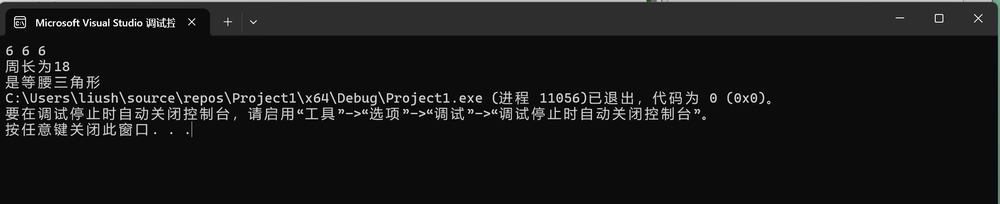 Microsoft Visual Studio 调试控
6 6 6
周长为18
是等腰三角形
C:\Users\liush\source\repos\Project1\x64\Debug\Project1.exe (进程 11056)已退出，代码为 0 (0x0)。
要在调试停止时自动关闭控制台，请启用“工具”->“选项”->“调试”->“调试停止时自动关闭控制台”。
按任意键关闭此窗口. . .